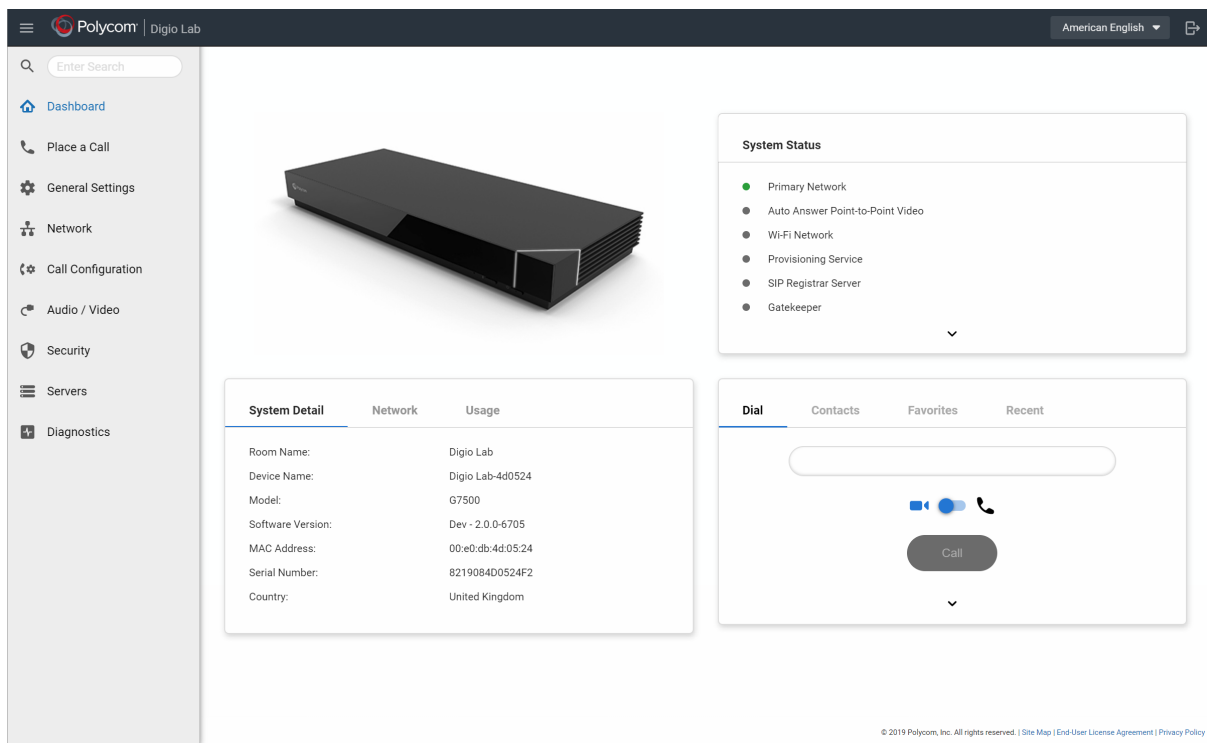 Polycom | Digio Lab
American English
Enter Search
Dashboard
Place a Call
General Settings
Network
Call Configuration
Audio / Video
Security
Servers
Diagnostics
System Status
Primary Network
Auto Answer Point-to-Point Video
Wi-Fi Network
Provisioning Service
SIP Registrar Server
Gatekeeper
System Detail Network Usage
Room Name: Digio Lab
Device Name: Digio Lab-4d0524
Model: G7500
Software Version: Dev - 2.0.0-6705
MAC Address: 00:e0:db:4d:05:24
Serial Number: 8219084D0524F2
Country: United Kingdom
Dial Contacts Favorites Recent
Call
© 2019 Polycom, Inc. All rights reserved. | Site Map | End-User License Agreement | Privacy Policy